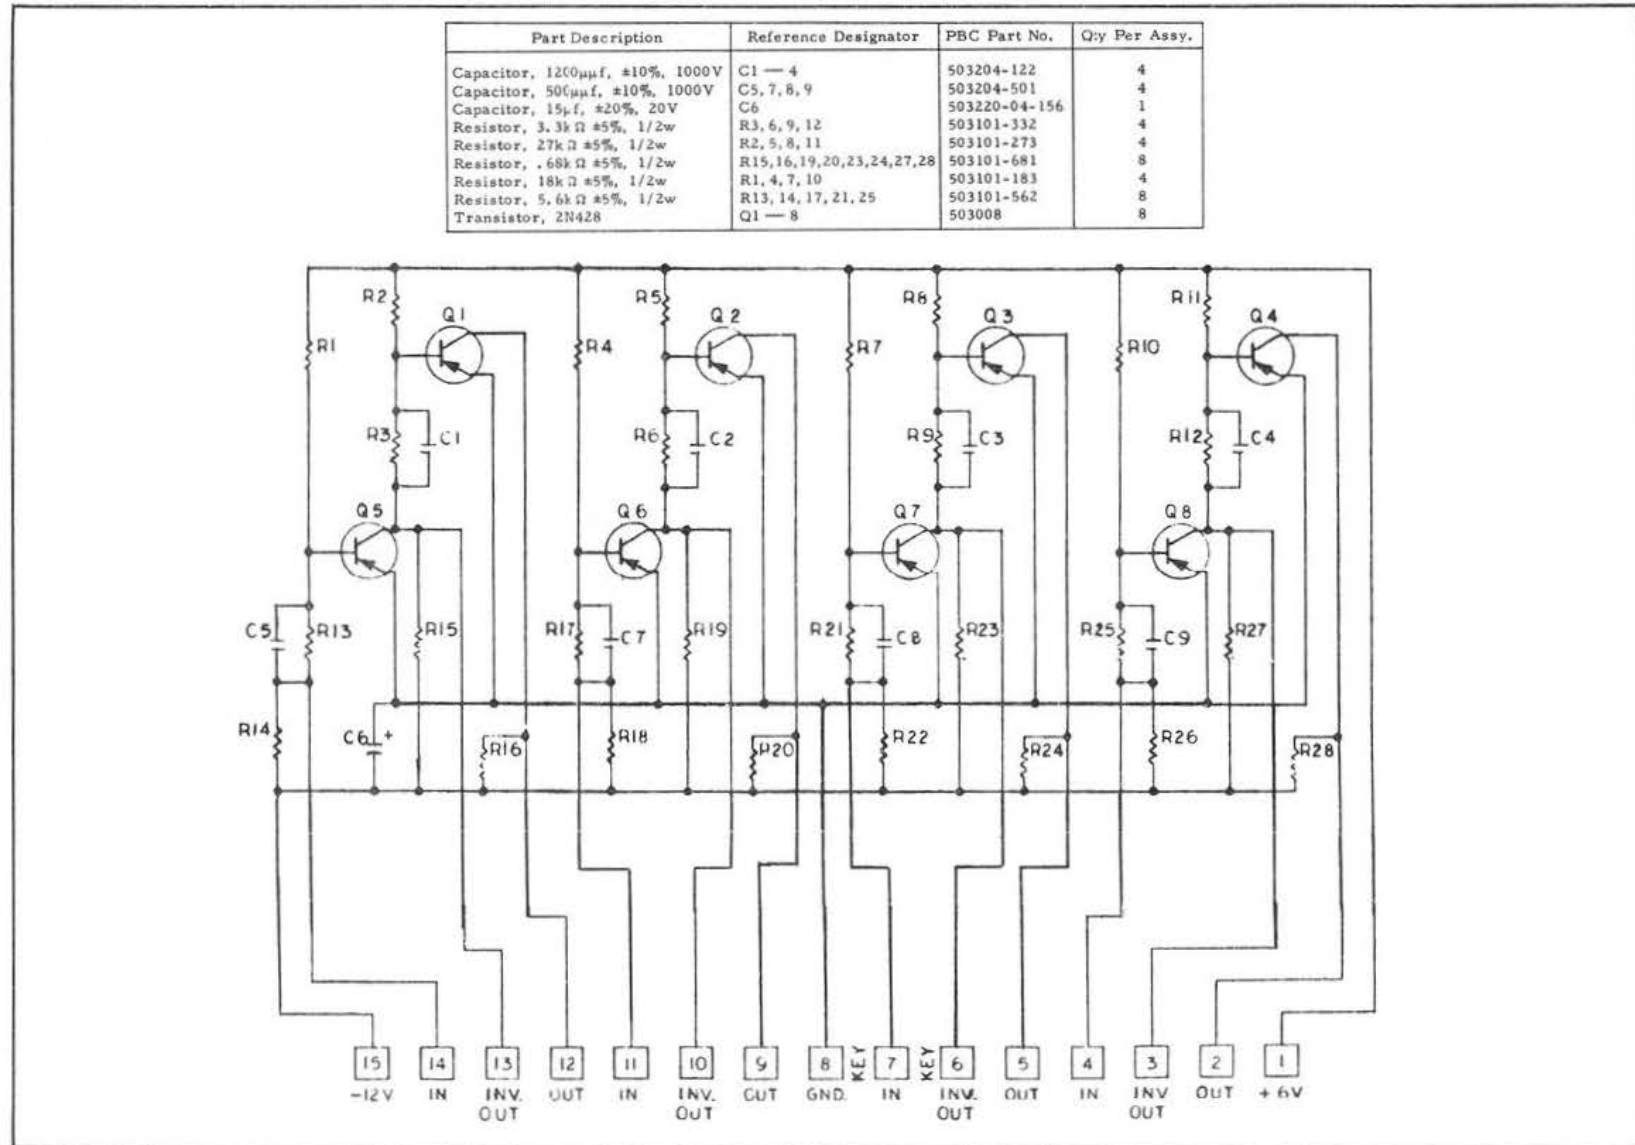 Part Description Reference Designator PBC Part No. Q:y Per Assy.
Capacitor, 1200μμf, ±10%, 1000V C1 — 4 503204-122 4
Capacitor, 500μμf, ±10%, 1000V C5, 7, 8, 9 503204-501 4
Capacitor, 15μf, ±20%, 20V C6 503220-04-156 1
Resistor, 3.3k Ω ±5%, 1/2w R3, 6, 9, 12 503101-332 4
Resistor, 27k Ω ±5%, 1/2w R2, 5, 8, 11 503101-273 4
Resistor, .68k Ω ±5%, 1/2w R15,16,19,20,23,24,27,28 503101-681 8
Resistor, 18k Ω ±5%, 1/2w R1, 4, 7, 10 503101-183 4
Resistor, 5.6k Ω ±5%, 1/2w R13, 14, 17, 21, 25 503101-562 8
Transistor, 2N428 Q1 — 8 503008 8
R2 R5 R8 R11
Q1 Q2 Q3 Q4
R1 R4 R7 R10
R3 C1 R6 C2 R9 C3 R12 C4
Q5 Q6 Q7 Q8
C5 R13 R15 R17 C7 R19 R21 C8 R23 R25 C9 R27
R14 C6 + R16 R18 R20 R22 R24 R26 R28
15 14 13 12 11 10 9 8 KEY 7 KEY 6 5 4 3 2 1
-12V IN INV. OUT IN INV. OUT GND. IN INV. OUT IN INV OUT +6V
OUT OUT OUT OUT